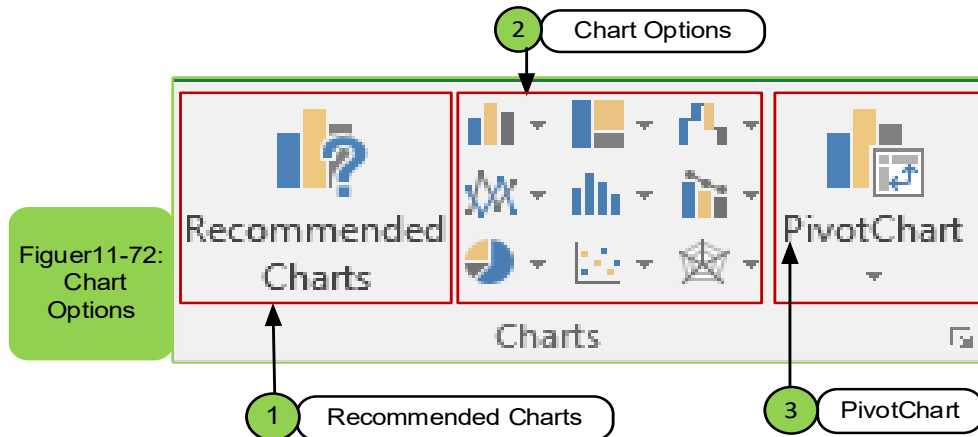 2 Chart Options
Recommended
Charts
PivotChart
Charts
Figuer11-72:
Chart
Options
1 Recommended Charts
3 PivotChart